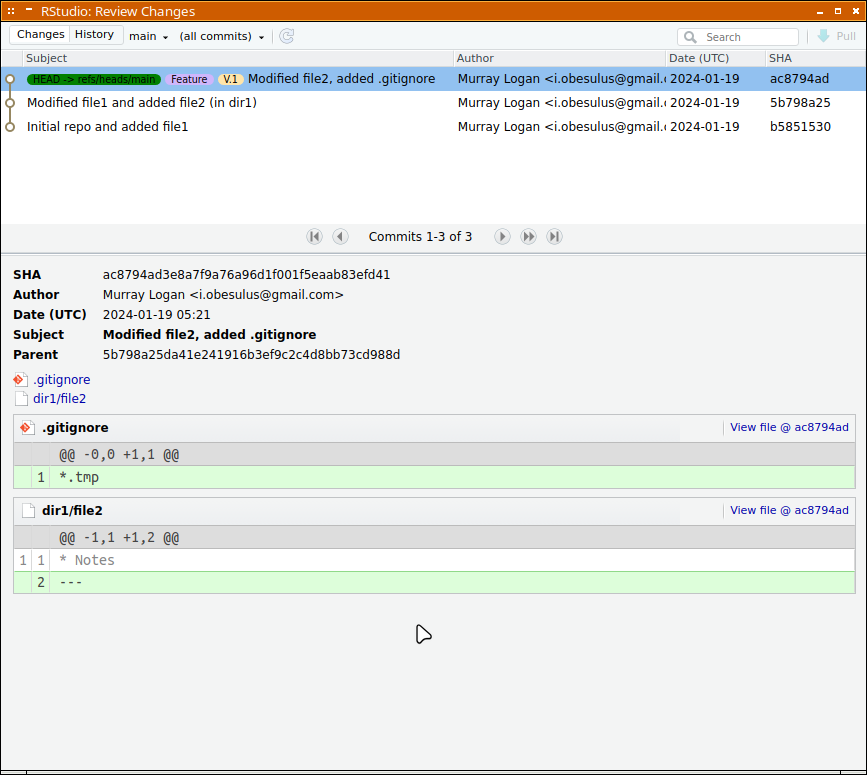 RStudio: Review Changes
Changes History main (all commits) Search Pull
Subject Author Date (UTC) SHA
HEAD -> refs/heads/main Feature V.1 Modified file2, added .gitignore Murray Logan <i.obesulus@gmail.c 2024-01-19 ac8794ad
Modified file1 and added file2 (in dir1) Murray Logan <i.obesulus@gmail.c 2024-01-19 5b798a25
Initial repo and added file1 Murray Logan <i.obesulus@gmail.c 2024-01-19 b5851530
Commits 1-3 of 3
SHA ac8794ad3e8a7f9a76a96d1f001f5eaab83efd41
Author Murray Logan <i.obesulus@gmail.com>
Date (UTC) 2024-01-19 05:21
Subject Modified file2, added .gitignore
Parent 5b798a25da41e241916b3ef9c2c4d8bb73cd988d
.gitignore
dir1/file2
.gitignore View file @ ac8794ad
@@ -0,0 +1,1 @@
1 *.tmp
dir1/file2 View file @ ac8794ad
@@ -1,1 +1,2 @@
1 1 * Notes
2 ---